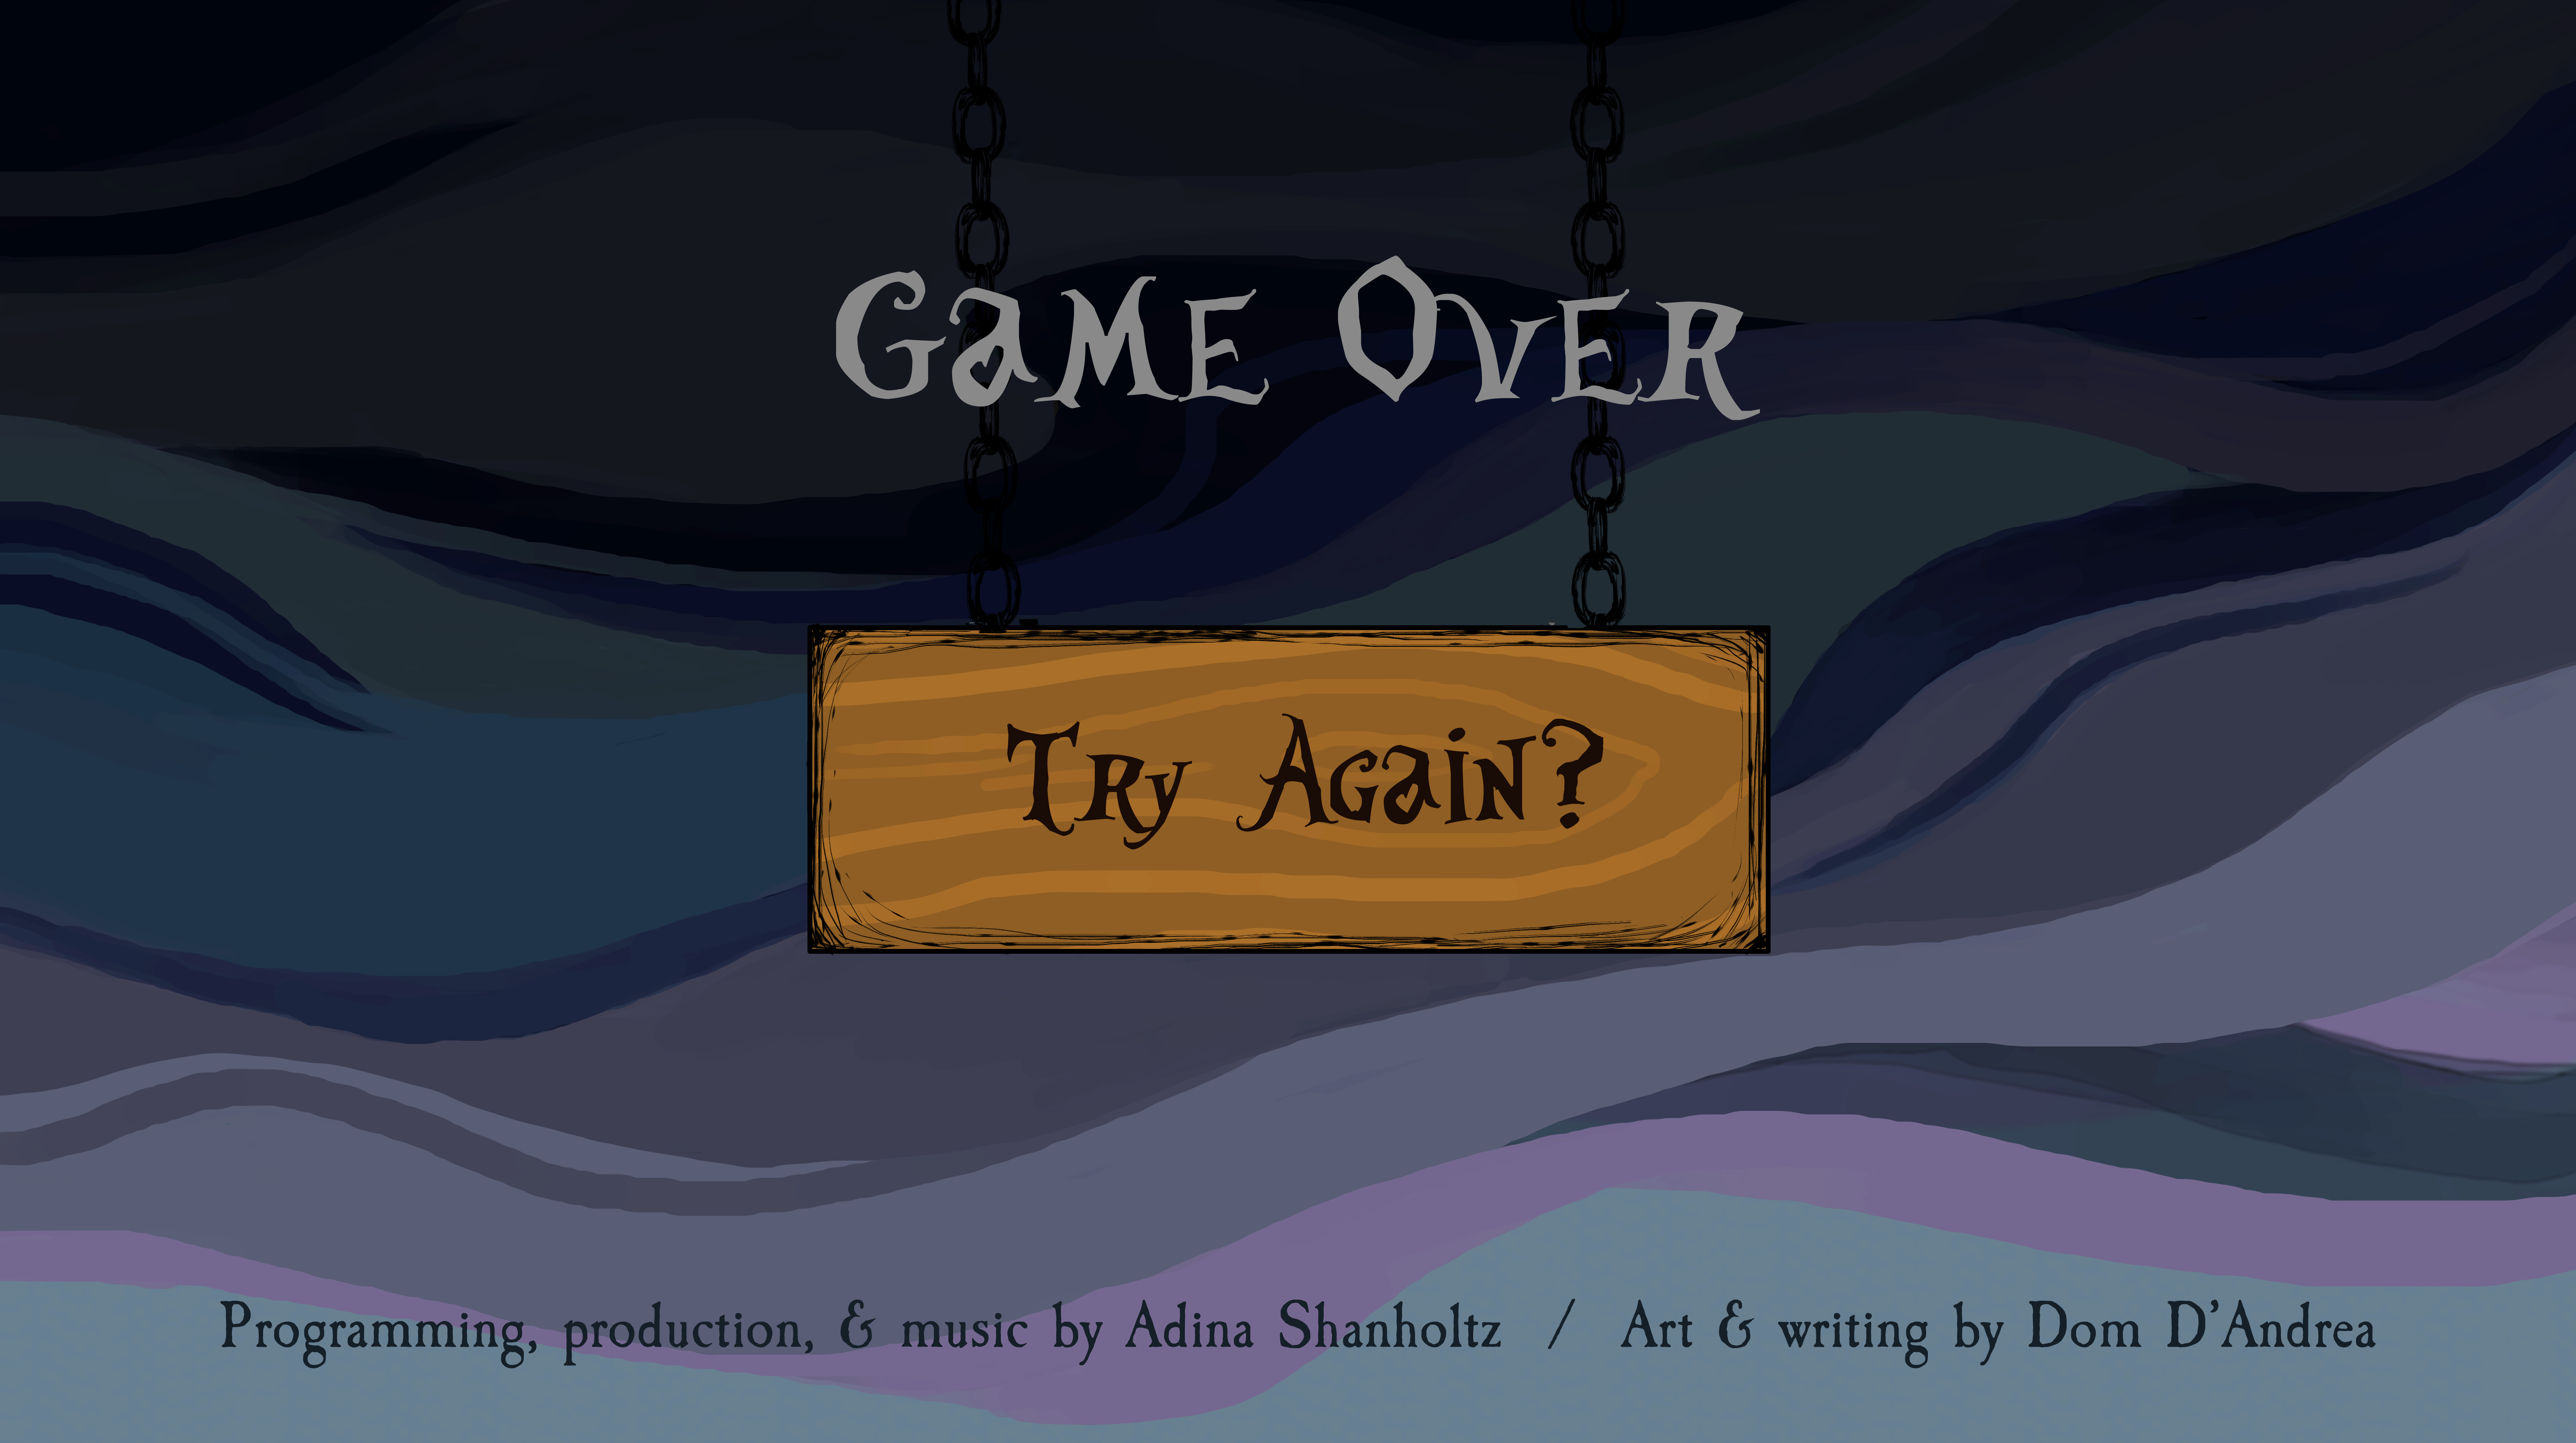 Game Over
Try Again?
Programming, production, & music by Adina Shanholtz / Art & writing by Dom D'Andrea